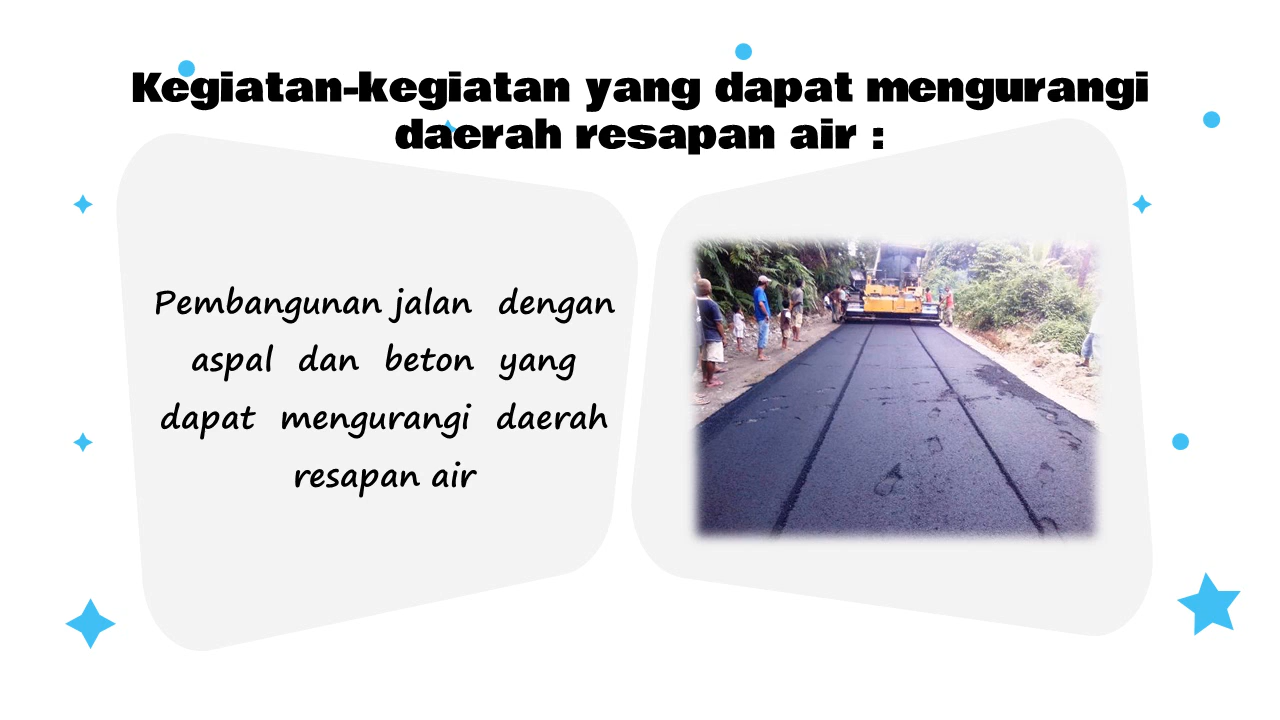 Kegiatan-kegiatan yang dapat mengurangi
daerah resapan air :
Pembangunan jalan dengan
aspal dan beton yang
dapat mengurangi daerah
resapan air